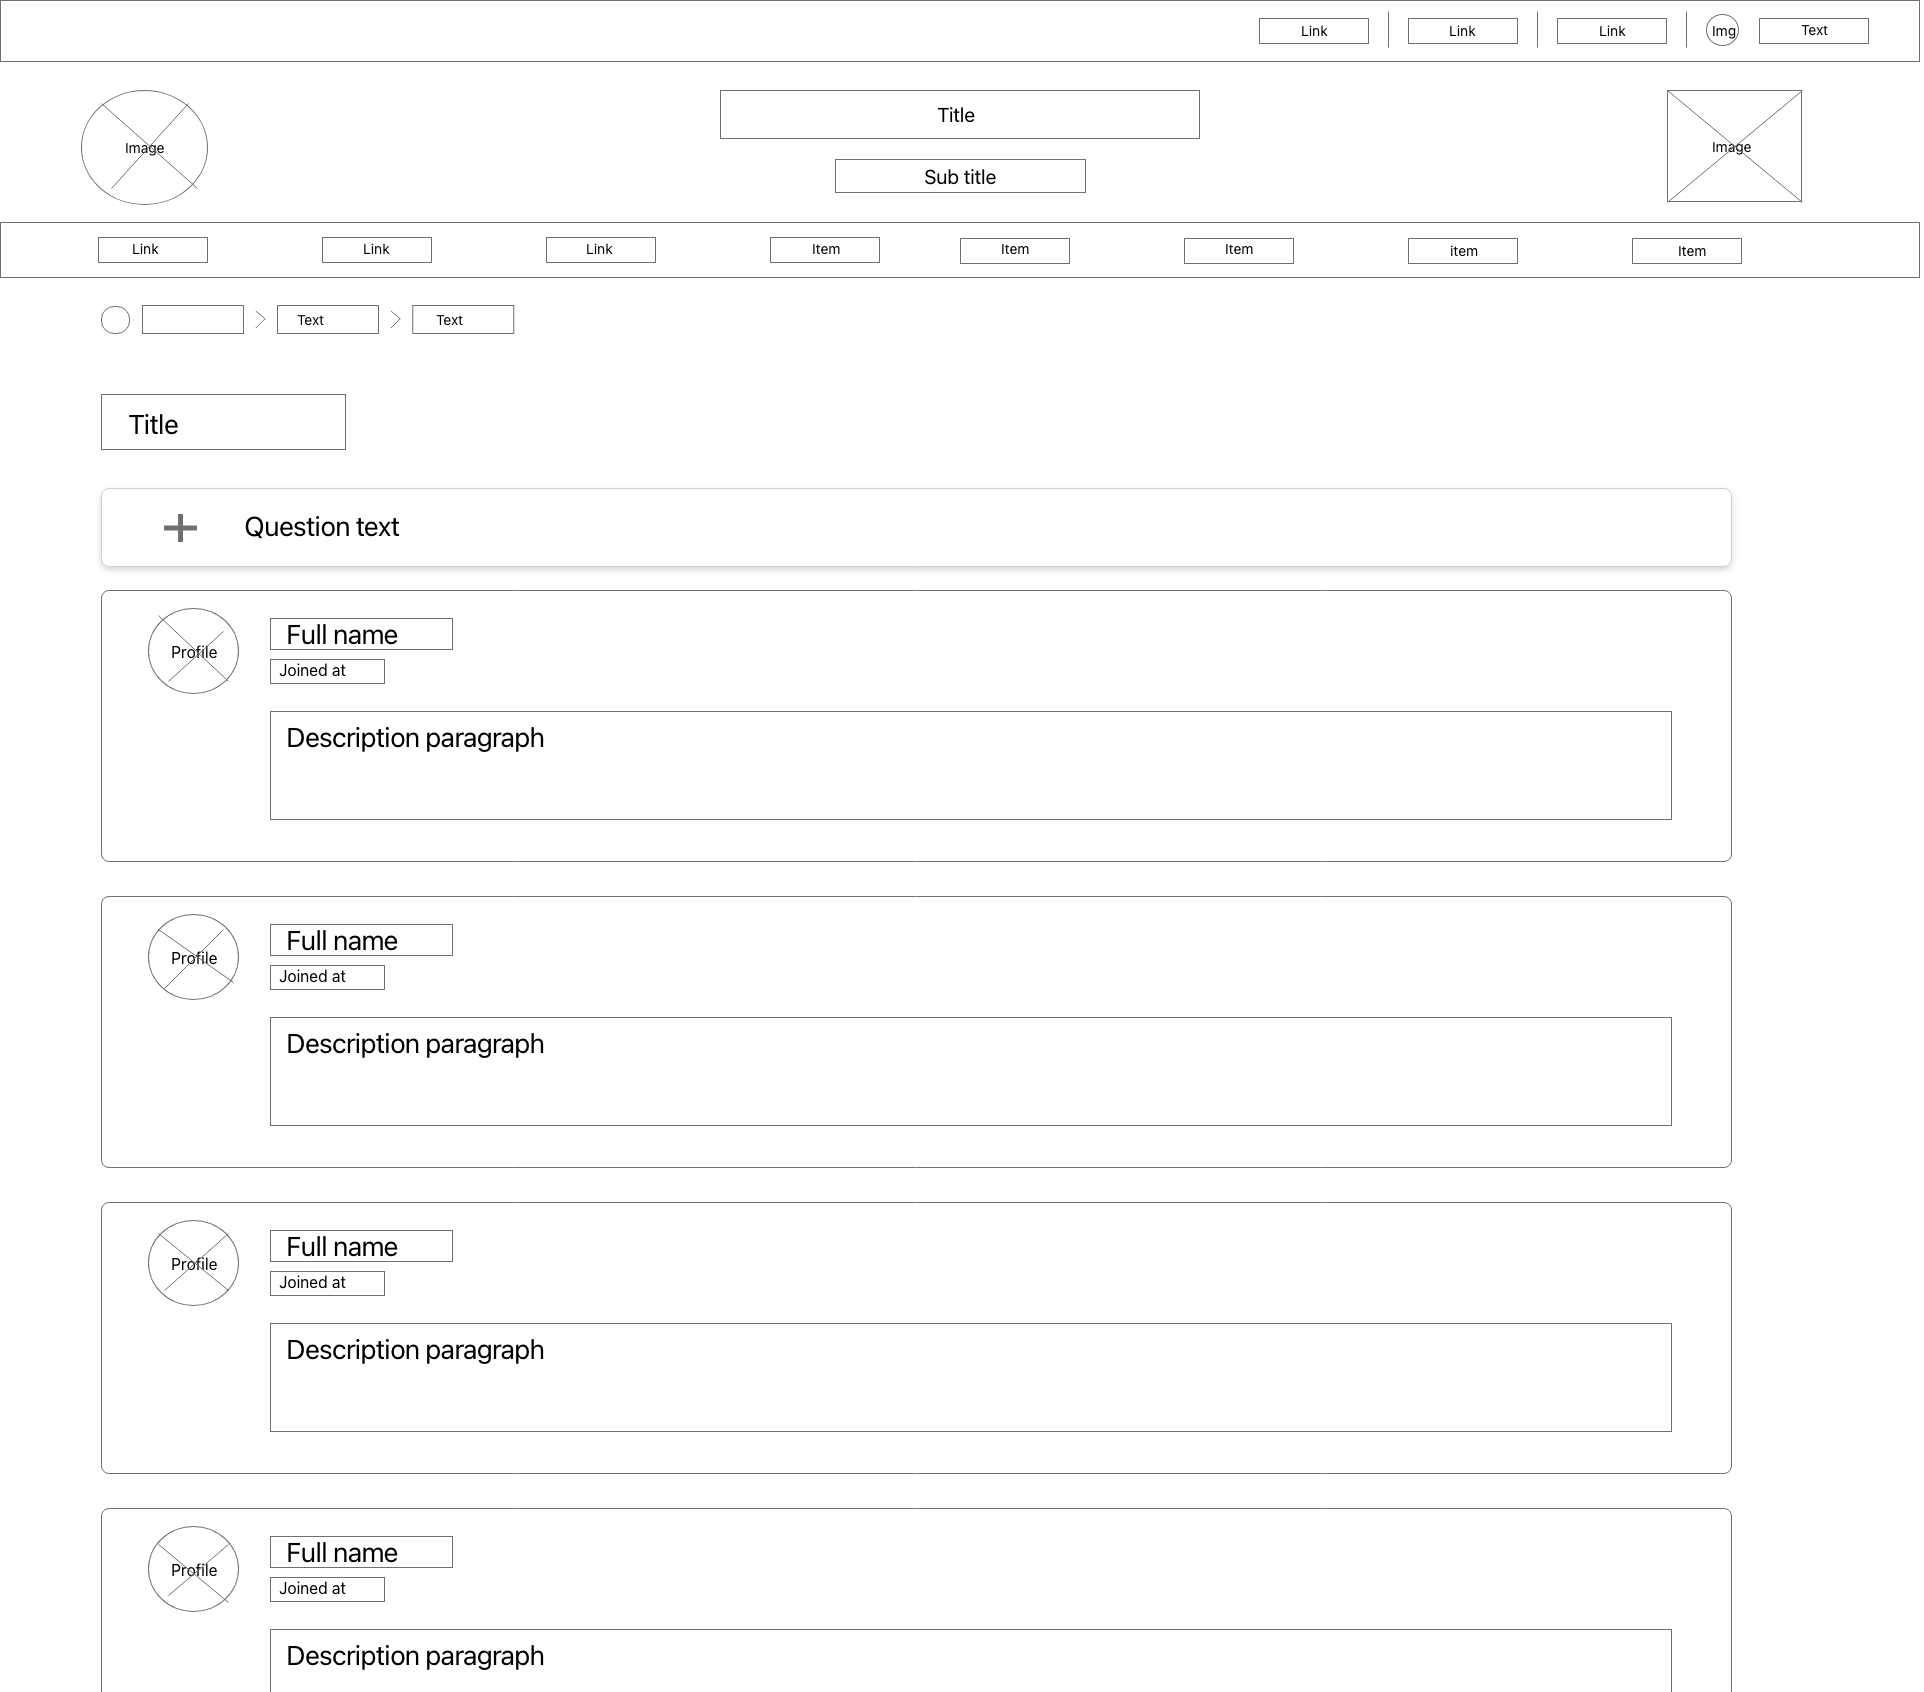 Link Link Link Img Text
Title
Image Image
Sub title
Link Link Link Item Item Item item Item
Text Text
Title
Question text
Profile Full name
Joined at
Description paragraph
Profile Full name
Joined at
Description paragraph
Profile Full name
Joined at
Description paragraph
Profile Full name
Joined at
Description paragraph